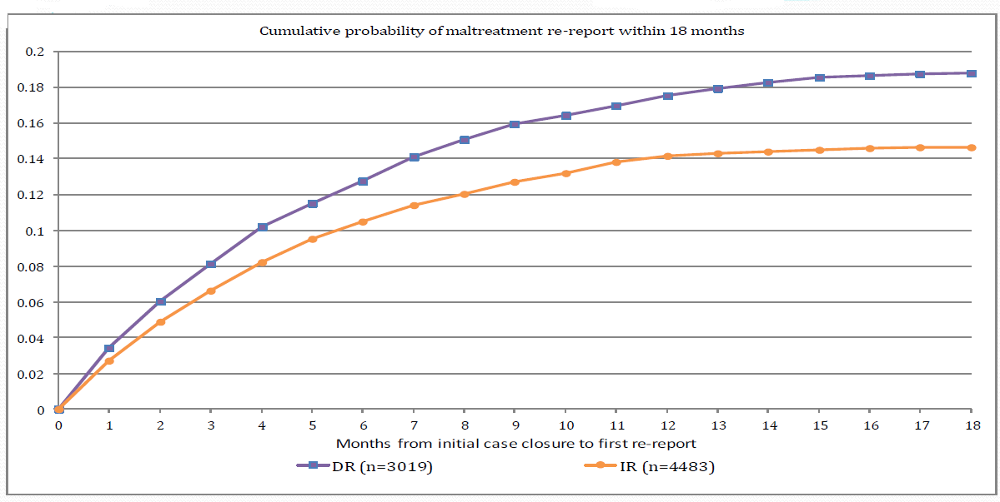 Cumulative probability of maltreatment re-report within 18 months
0.2
0.18
0.16
0.14
0.12
0.1
0.08
0.06
0.04
0.02
0
0 1 2 3 4 5 6 7 8 9 10 11 12 13 14 15 16 17 18
Months from initial case closure to first re-report
DR (n=3019) IR (n=4483)